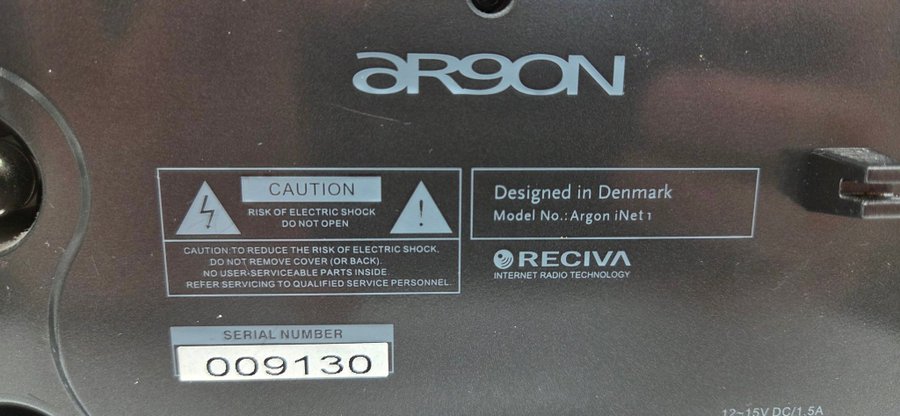 aR9ON
CAUTION
RISK OF ELECTRIC SHOCK
DO NOT OPEN
CAUTION:TO REDUCE THE RISK OF ELECTRIC SHOCK.
DO NOT REMOVE COVER (OR BACK).
NO USER-SERVICEABLE PARTS INSIDE.
REFER SERVICING TO QUALIFIED SERVICE PERSONNEL.
Designed in Denmark
Model No.: Argon iNet 1
RECIVA
INTERNET RADIO TECHNOLOGY
SERIAL NUMBER
009130
12~15V DC/1.5A